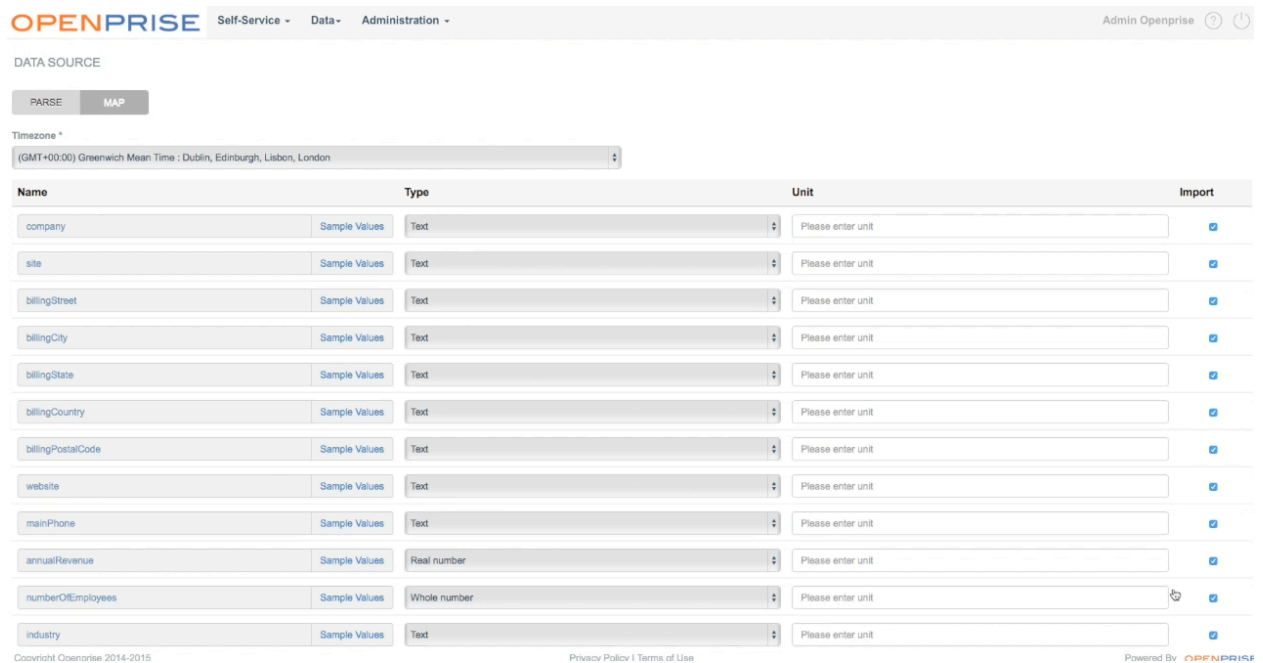 OPENPRISE Self-Service Data Administration Admin Openprise ?
DATA SOURCE
PARSE MAP
Timezone *
(GMT+00:00) Greenwich Mean Time : Dublin, Edinburgh, Lisbon, London
Name Type Unit Import
company Sample Values Text Please enter unit
site Sample Values Text Please enter unit
billingStreet Sample Values Text Please enter unit
billingCity Sample Values Text Please enter unit
billingState Sample Values Text Please enter unit
billingCountry Sample Values Text Please enter unit
billingPostalCode Sample Values Text Please enter unit
website Sample Values Text Please enter unit
mainPhone Sample Values Text Please enter unit
annualRevenue Sample Values Real number Please enter unit
numberOfEmployees Sample Values Whole number Please enter unit
industry Sample Values Text Please enter unit
Copyright Openprise 2014-2015 Privacy Policy | Terms of Use Powered By OPENPRISE